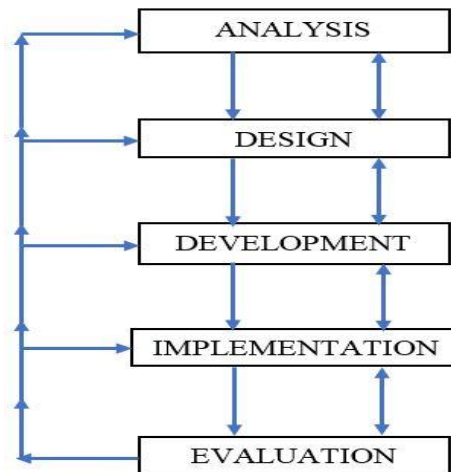 ANALYSIS
DESIGN
DEVELOPMENT
IMPLEMENTATION
EVALUATION